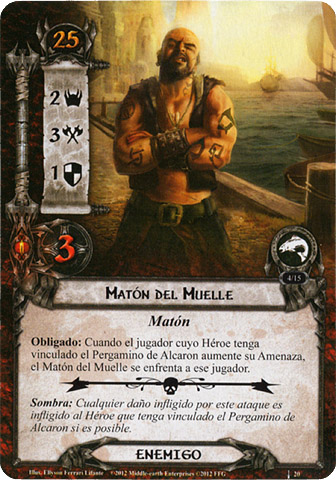 25
2
3
1
3
4/15
Matón del Muelle
Matón
Obligado: Cuando el jugador cuyo Héroe tenga
vinculado el Pergamino de Alcaron aumente su Amenaza,
el Matón del Muelle se enfrenta a ese jugador.
Sombra: Cualquier daño infligido por este ataque es
infligido al Héroe que tenga vinculado el Pergamino de
Alcaron si es posible.
ENEMIGO
Illus. Ellyson Ferrari Lifante ©2012 Middle-earth Enterprises ©2012 FFG 20